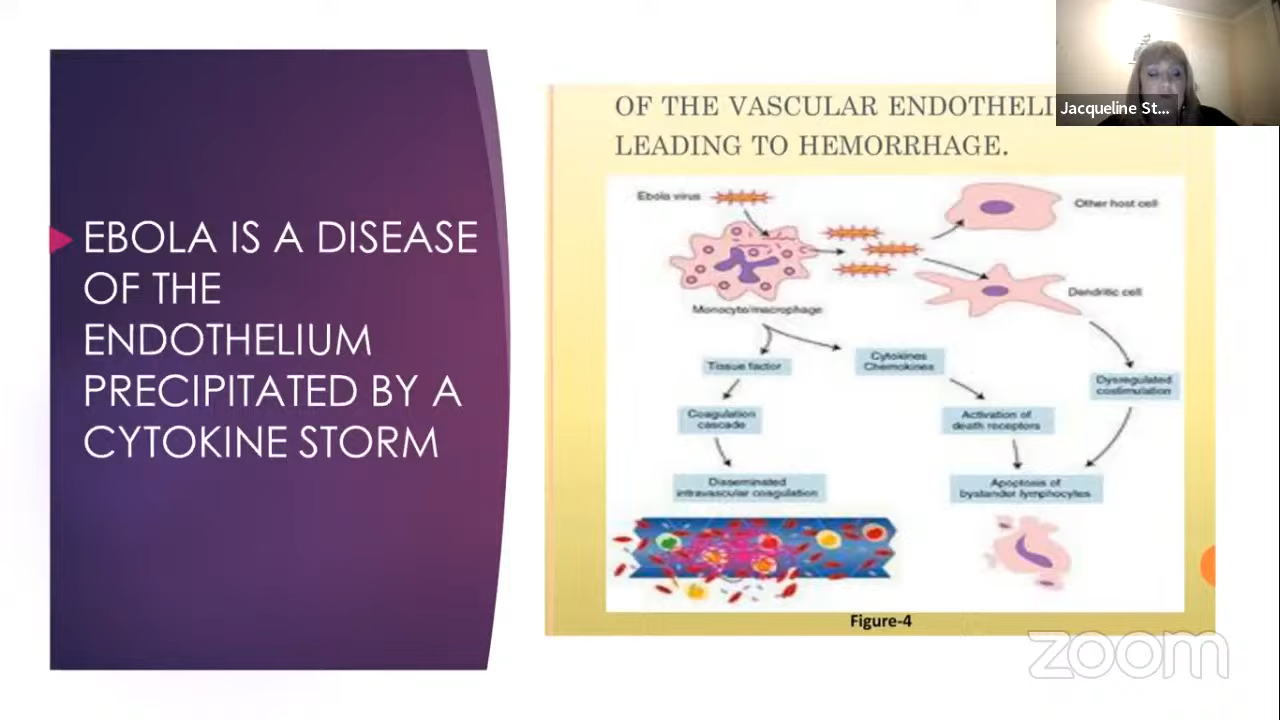 EBOLA IS A DISEASE
OF THE
ENDOTHELIUM
PRECIPITATED BY A
CYTOKINE STORM
OF THE VASCULAR ENDOTHELI
LEADING TO HEMORRHAGE.
Jacqueline St...
Ebola virus
Other host cell
Dendritic cell
Monocyte/macrophage
Tissue factor
Cytokines
Chemokines
Dysregulated
costimulation
Coagulation
cascade
Activation of
death receptors
Disseminated
intravascular coagulation
Apoptosis of
bystander lymphocytes
Figure-4
zoom